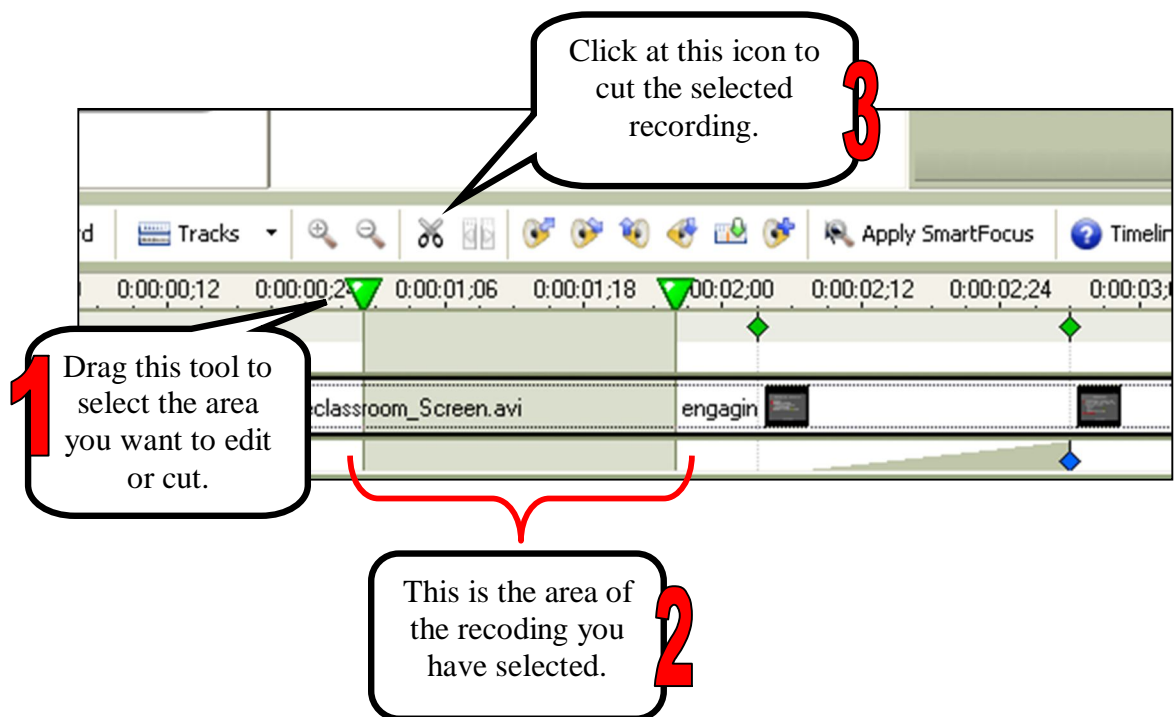 Click at this icon to
cut the selected
recording.
3
Tracks
Apply SmartFocus
0:00:00;12 0:00:01;06 0:00:01;18 0:00:02;00 0:00:02;12 0:00:02;24
1
Drag this tool to
select the area
you want to edit
or cut.
eclassroom_Screen.avi
engagin
This is the area of
the recoding you
have selected.
2